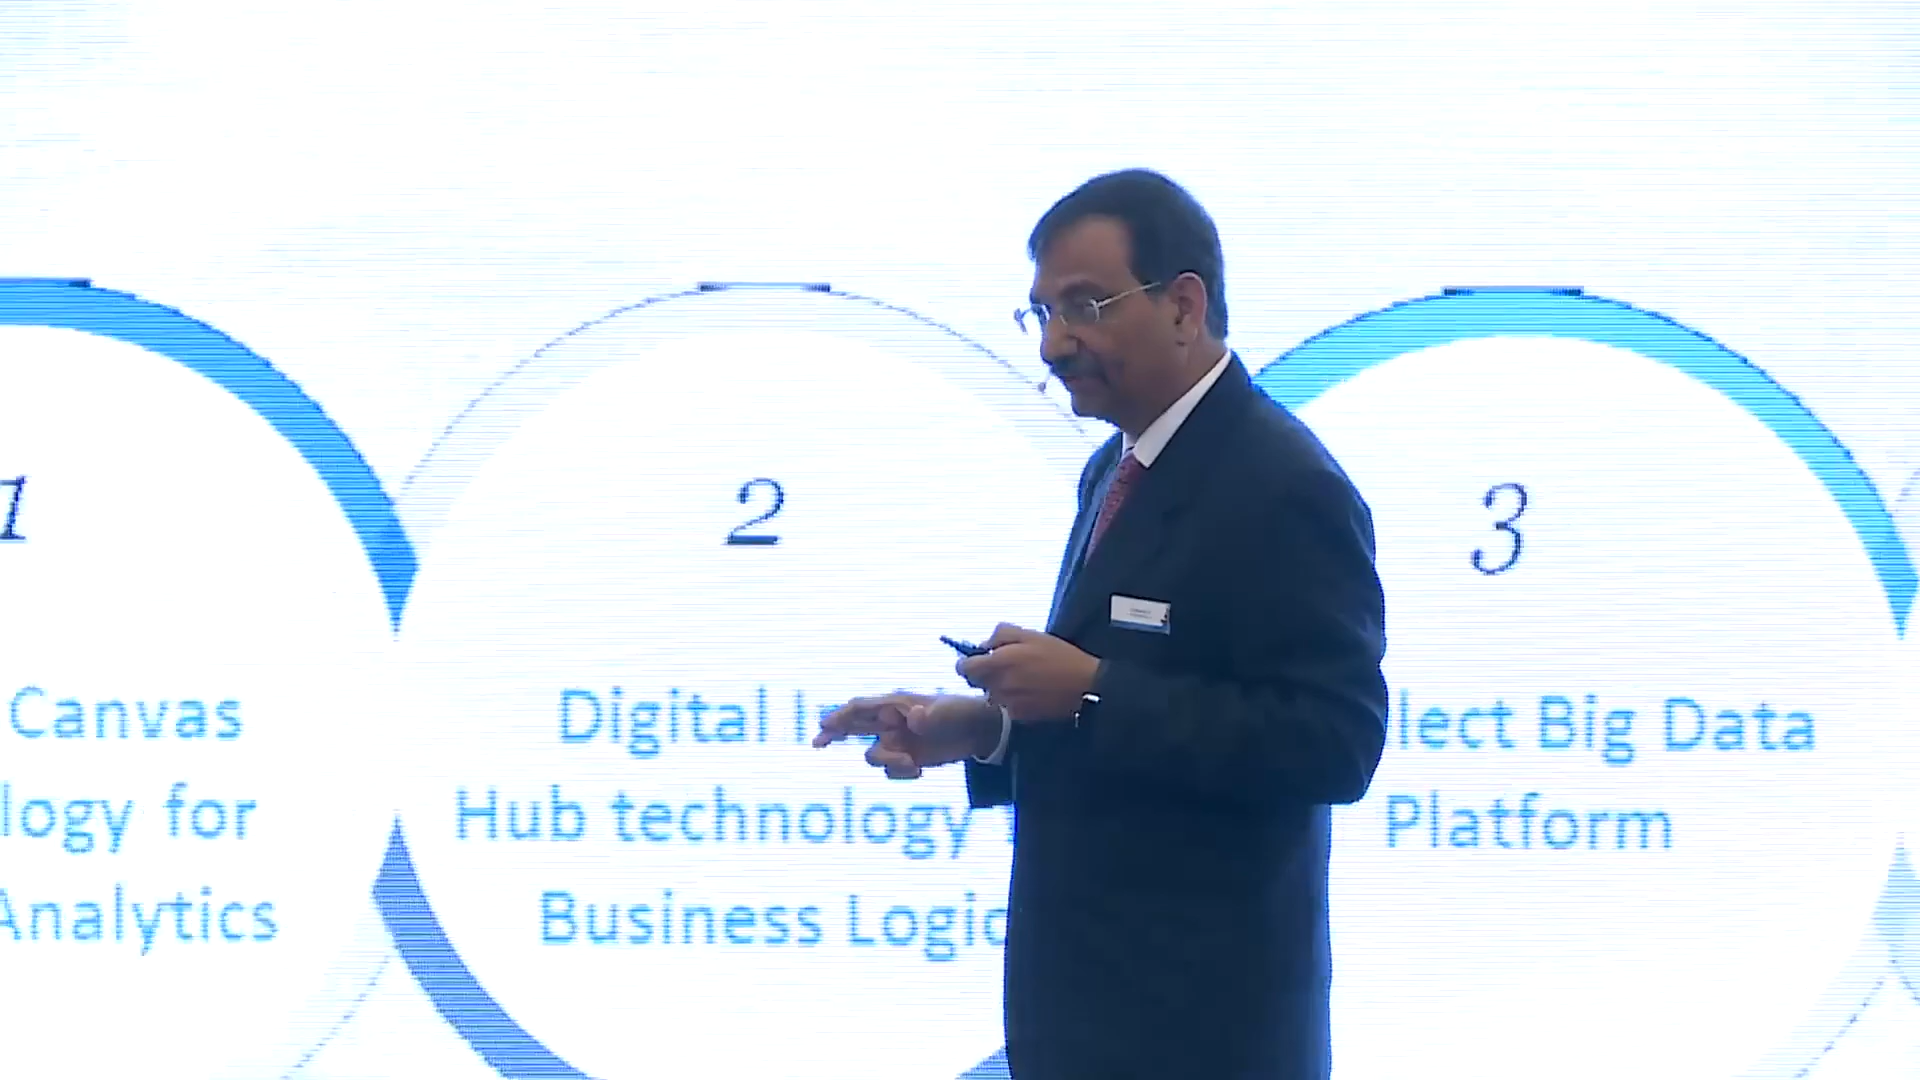 1
Canvas
logy for
Analytics
2
Digital
Hub technology
Business Logic
3
lect Big Data
Platform